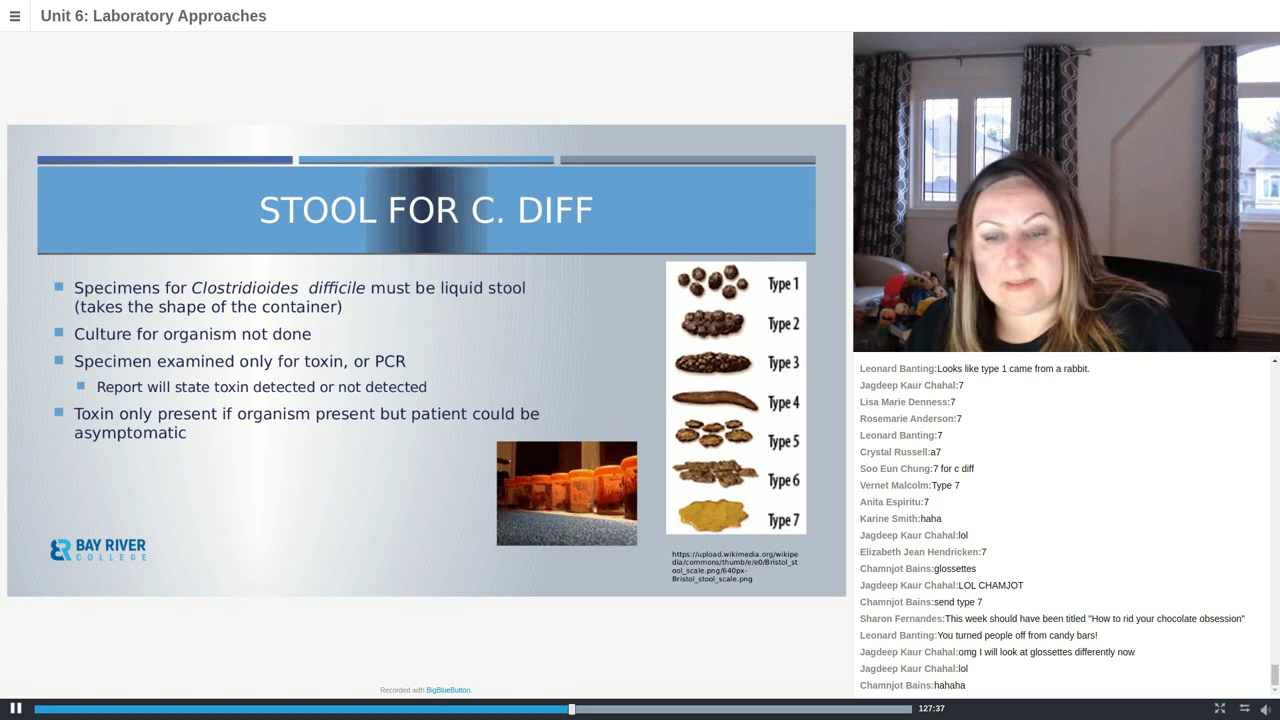 Unit 6: Laboratory Approaches
STOOL FOR C. DIFF
Specimens for Clostridioides  difficile must be liquid stool
(takes the shape of the container)
Culture for organism not done
Specimen examined only for toxin, or PCR
Report will state toxin detected or not detected
Toxin only present if organism present but patient could be
asymptomatic
Type 1
Type 2
Type 3
Type 4
Type 5
Type 6
Type 7
https://upload.wikimedia.org/wikipe
dia/commons/thumb/e/e0/Bristol_st
ool_scale.png/640px-
Bristol_stool_scale.png
BAY RIVER
COLLEGE
Recorded with BigBlueButton.
Leonard Banting:Looks like type 1 came from a rabbit.
Jagdeep Kaur Chahal:7
Lisa Marie Denness:7
Rosemarie Anderson:7
Leonard Banting:7
Crystal Russell:a7
Soo Eun Chung:7 for c diff
Vernet Malcolm:Type 7
Anita Espiritu:7
Karine Smith:haha
Jagdeep Kaur Chahal:lol
Elizabeth Jean Hendricken:7
Chamnjot Bains:glossettes
Jagdeep Kaur Chahal:LOL CHAMJOT
Chamnjot Bains:send type 7
Sharon Fernandes:This week should have been titled "How to rid your chocolate obsession"
Leonard Banting:You turned people off from candy bars!
Jagdeep Kaur Chahal:omg I will look at glossettes differently now
Jagdeep Kaur Chahal:lol
Chamnjot Bains:hahaha
127:37